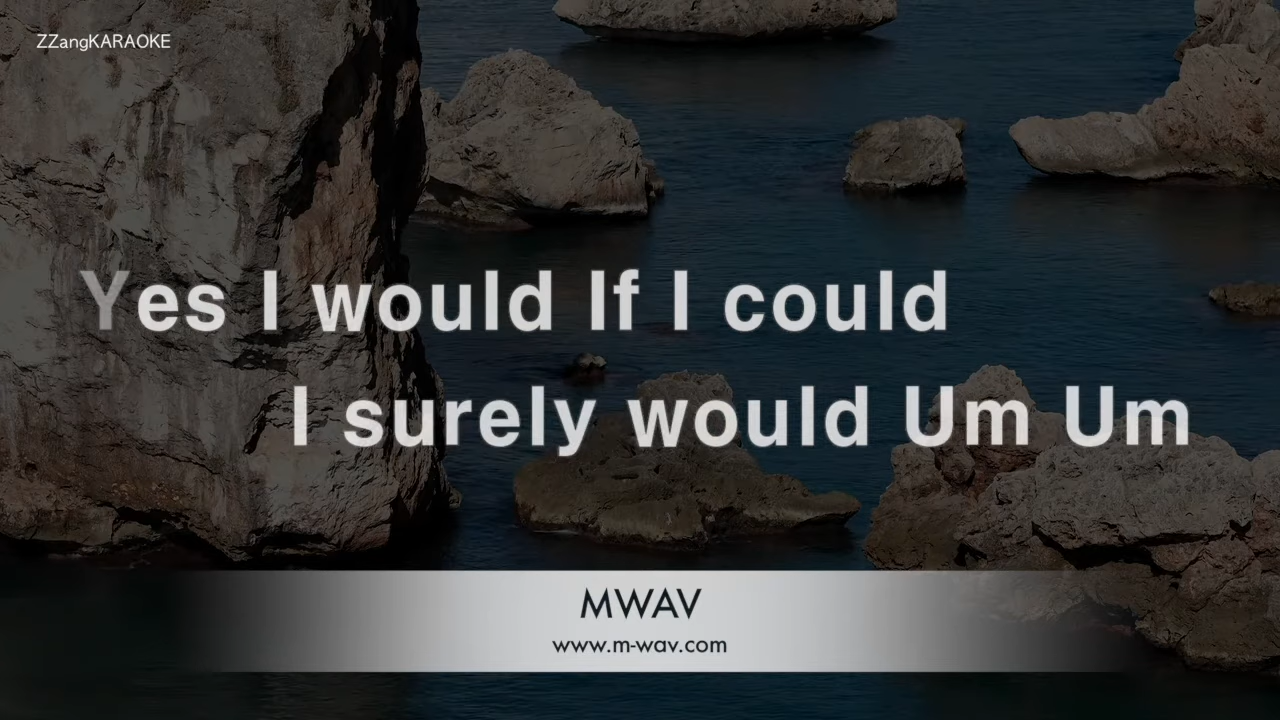 ZZangKARAOKE
Yes I would If I could
I surely would Um Um
MWAV
www.m-wav.com